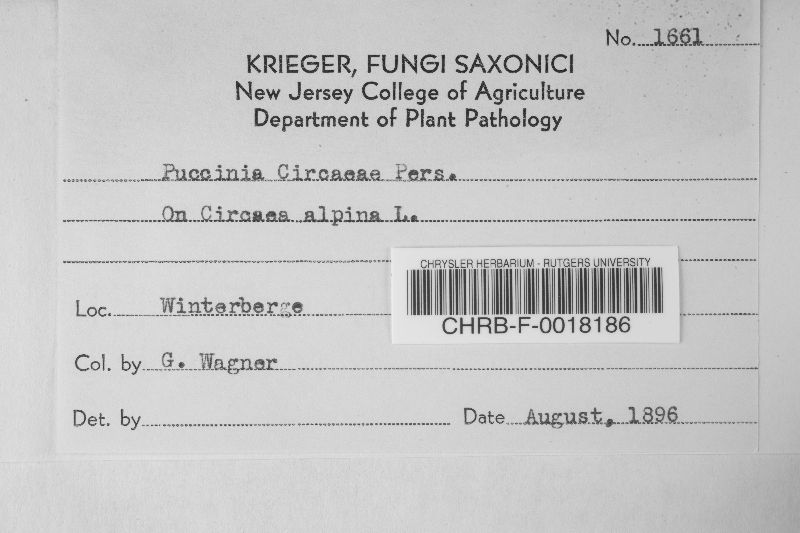 No. 1661
KRIEGER, FUNGI SAXONICI
New Jersey College of Agriculture
Department of Plant Pathology
Puccinia Circaeae Pers.
On Circaea alpina L.
CHRYSLER HERBARIUM - RUTGERS UNIVERSITY
CHRB-F-0018186
Loc. Winterberge
Col. by G. Wagner
Det. by
Date August, 1896